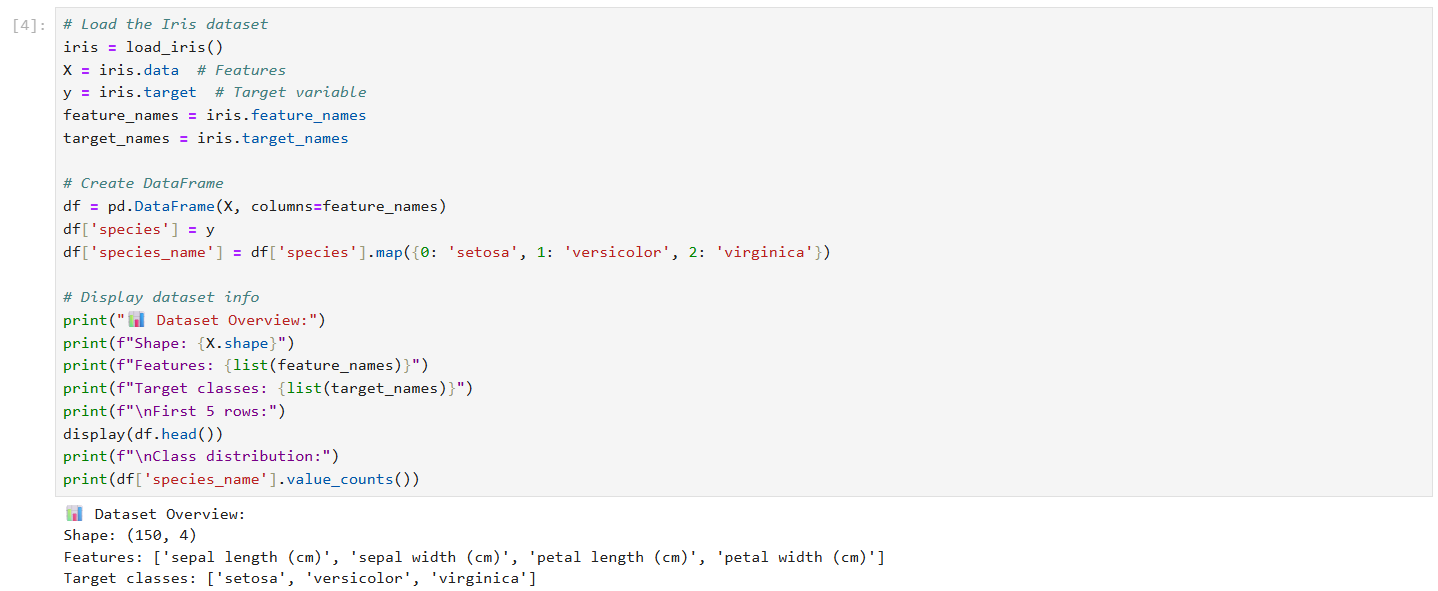 [4]:
# Load the Iris dataset
iris = load_iris()
X = iris.data  # Features
y = iris.target  # Target variable
feature_names = iris.feature_names
target_names = iris.target_names

# Create DataFrame
df = pd.DataFrame(X, columns=feature_names)
df['species'] = y
df['species_name'] = df['species'].map({0: 'setosa', 1: 'versicolor', 2: 'virginica'})

# Display dataset info
print("📊 Dataset Overview:")
print(f"Shape: {X.shape}")
print(f"Features: {list(feature_names)}")
print(f"Target classes: {list(target_names)}")
print(f"\nFirst 5 rows:")
display(df.head())
print(f"\nClass distribution:")
print(df['species_name'].value_counts())
📊 Dataset Overview:
Shape: (150, 4)
Features: ['sepal length (cm)', 'sepal width (cm)', 'petal length (cm)', 'petal width (cm)']
Target classes: ['setosa', 'versicolor', 'virginica']